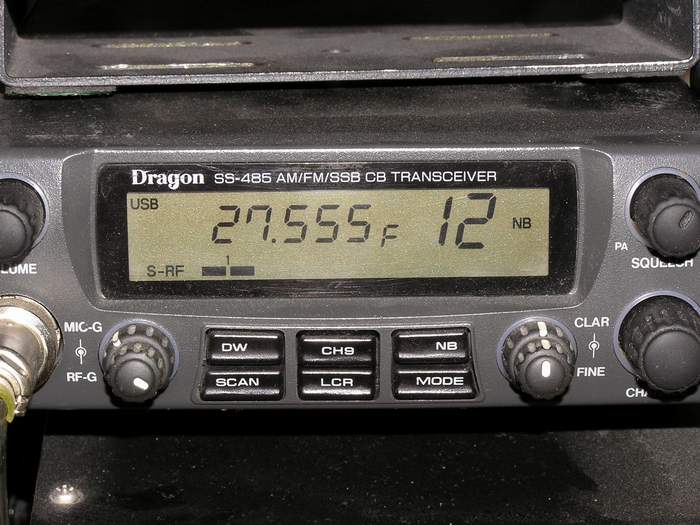 Dragon SS-485 AM/FM/SSB CB TRANSCEIVER
USB
27.555 F 12 NB
S-RF 1
PA
LUME
SQUELCH
MIC-G
RF-G
DW CH9 NB
SCAN LCR MODE
CLAR
FINE
CHA